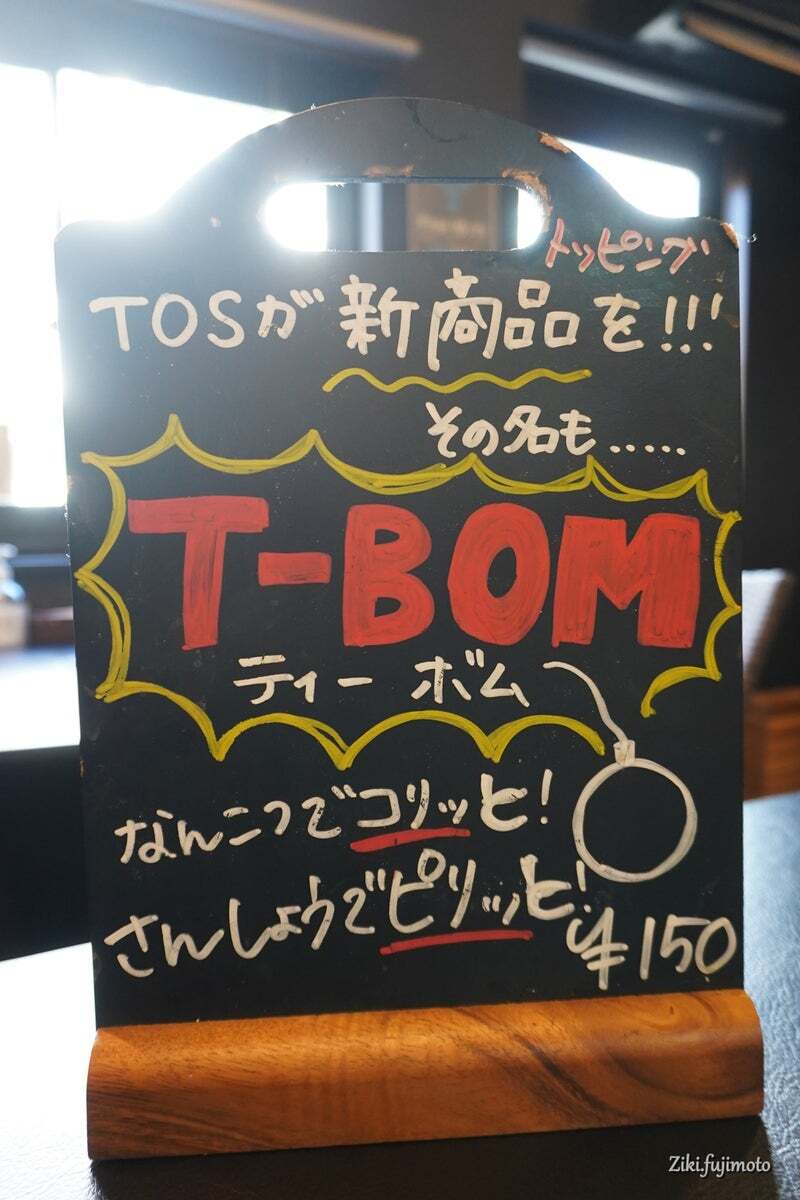 トッピング
TOSが新商品を!!!
その名も.....
T-BOM
ティーボム
なんこつでコリッと!
さんしょうでピリッと!
¥150
Ziki.fujimoto